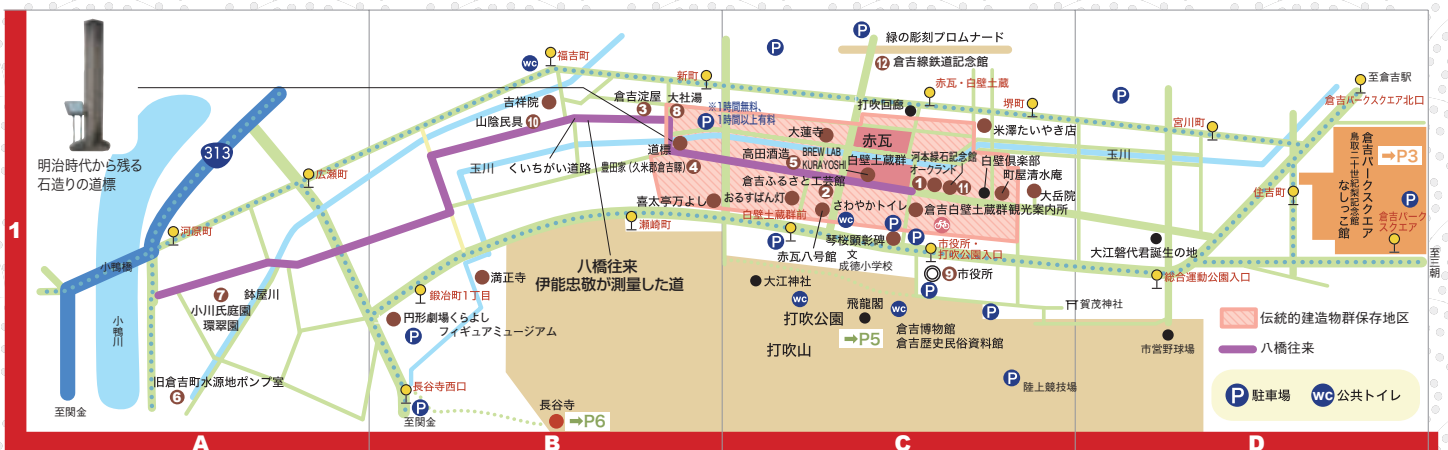 明治時代から残る
石造りの道標
313
広瀬町
河原町
小鴨橋
小鴨川
至関金
⑦ 鉢屋川
小川氏庭園
環翠園
旧倉吉町水源地ポンプ室
⑥
wc
福吉町
新町
吉祥院
山陰民具 ⑩
倉吉淀屋
③
大社湯
⑧
P
※1時間無料、
1時間以上有料
玉川
くいちがい道路
道標
豊田家(久米郡倉吉寧) ④
喜太亭万よし
瀬崎町
八橋往来
伊能忠敬が測量した道
満正寺
鍛冶町1丁目
円形劇場くらよし
フィギュアミュージアム
P
長谷寺西口
P
至関金
長谷寺
➡P6
P
P
緑の彫刻プロムナード
⑫ 倉吉線鉄道記念館
赤瓦・白壁土蔵
打吹回廊
堺町
大蓮寺
赤瓦
米澤たいやき店
高田酒造 ⑤
BREW LAB
KURAYOSHI
白壁土蔵群
河本緑石記念館
オークランド
① ⑪
白壁倶楽部
町屋清水庵
大岳院
倉吉ふるさと工芸館
②
おるすばん灯
さわやかトイレ
wc
倉吉白壁土蔵群観光案内所
白壁土蔵群前
P
P
P
赤瓦八号館
琴桜顕彰碑
文
成徳小学校
市役所・
打吹公園入口
⑨ 市役所
P
大江神社
wc
打吹公園
飛龍閣
➡P5
wc
倉吉博物館
倉吉歴史民俗資料館
P
打吹山
P
陸上競技場
賀茂神社
P
宮川町
玉川
至倉吉駅
倉吉パークスクエア北口
倉吉パークスクエア
鳥取二十世紀梨記念館
なしっこ館
➡P3
P
倉吉パーク
スクエア
住吉町
至三朝
大江磐代君誕生の地
総合運動公園入口
市営野球場
伝統的建造物群保存地区
八橋往来
P 駐車場
wc 公共トイレ
1
A
B
C
D